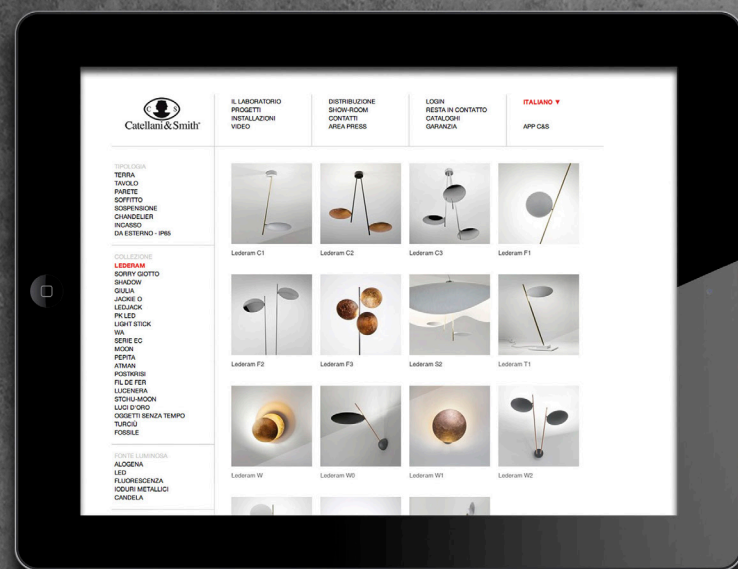 C S
Catellani & Smith
IL LABORATORIO
PROGETTI
INSTALLAZIONI
VIDEO
DISTRIBUZIONE
SHOW-ROOM
CONTATTI
AREA PRESS
LOGIN
RESTA IN CONTATTO
CATALOGHI
GARANZIA
ITALIANO ▼
APP C&S
TIPOLOGIA
TERRA
TAVOLO
PARETE
SOFFITTO
SOSPENSIONE
CHANDELIER
INCASSO
DA ESTERNO - IP65
COLLEZIONE
LEDERAM
SORRY GIOTTO
SHADOW
GIULIA
JACKIE O
LEDJACK
PK LED
LIGHT STICK
WA
SERIE EC
MOON
PEPITA
ATMAN
POSTKRISI
FIL DE FER
LUCENERA
STCHU-MOON
LUCI D'ORO
OGGETTI SENZA TEMPO
TURCIÙ
FOSSILE
FONTE LUMINOSA
ALOGENA
LED
FLUORESCENZA
IODURI METALLICI
CANDELA
Lederam C1
Lederam C2
Lederam C3
Lederam F1
Lederam F2
Lederam F3
Lederam S2
Lederam T1
Lederam W
Lederam W0
Lederam W1
Lederam W2